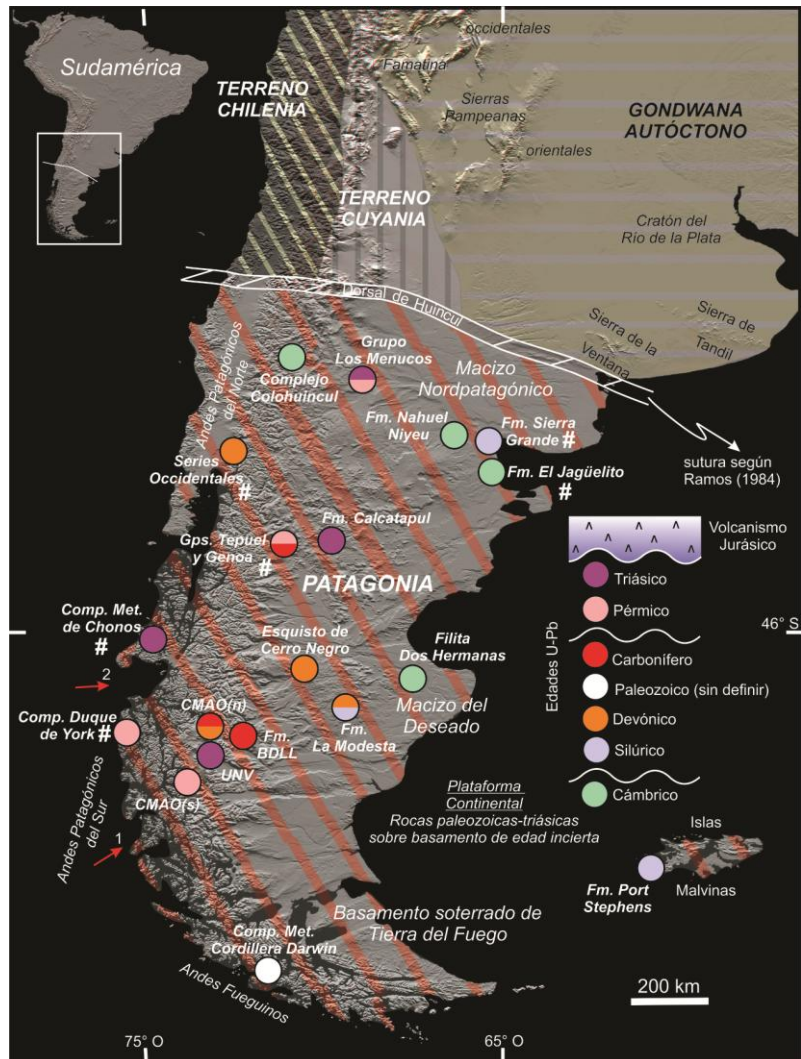 Sudamérica
TERRENO
CHILENIA
occidentales
Famatina
Sierras
Pampeanas
orientales
GONDWANA
AUTÓCTONO
TERRENO
CUYANIA
Cratón del
Río de la Plata
Dorsal de Huincul
Sierra de la
Ventana
Sierra de
Tandil
Andes Patagónicos
del Norte
Complejo
Colohuincul
Grupo
Los Menucos
Macizo
Nordpatagónico
Fm. Nahuel
Niyeu
Fm. Sierra
Grande #
sutura según
Ramos (1984)
Series
Occidentales
#
Fm. El Jagüelito
#
Gps. Tepuel
y Genoa
#
Fm. Calcatapul
PATAGONIA
Volcanismo
Jurásico
Triásico
Pérmico
Carbonífero
Paleozoico (sin definir)
Devónico
Silúrico
Cámbrico
Edades U-Pb
46° S
Comp. Met.
de Chonos
#
2
Esquisto de
Cerro Negro
Filita
Dos Hermanas
Macizo del
Deseado
Comp. Duque
de York
#
CMAO(n)
Fm.
BDLL
UNV
Fm.
La Modesta
CMAO(s)
Andes Patagónicos
del Sur
1
Plataforma
Continental
Rocas paleozoicas-triásicas
sobre basamento de edad incierta
Islas
Malvinas
Fm. Port
Stephens
Basamento soterrado de
Tierra del Fuego
Comp. Met.
Cordillera Darwin
Andes Fueguinos
200 km
75° O
65° O